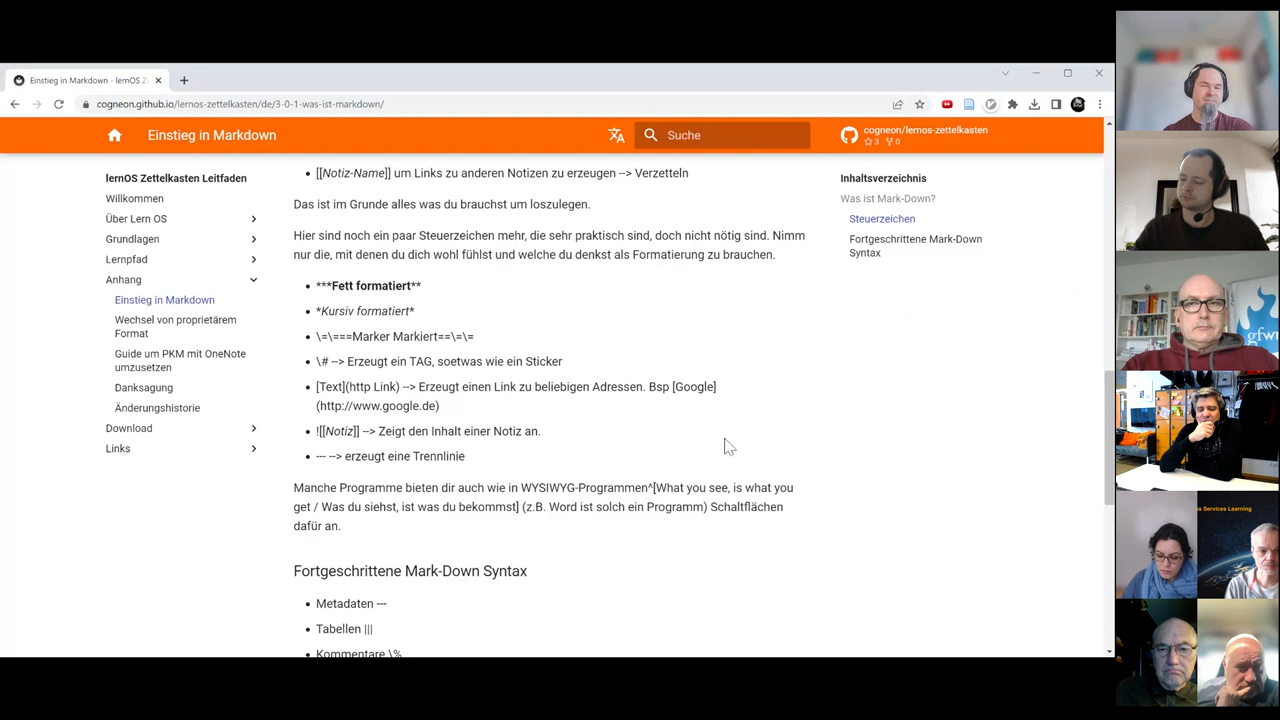 Einstieg in Markdown - lernOS Z
cogneon.github.io/lernos-zettelkasten/de/3-0-1-was-ist-markdown/
Einstieg in Markdown
Suche
cogneon/lernos-zettelkasten
3 0
lernOS Zettelkasten Leitfaden
Willkommen
Über Lern OS
Grundlagen
Lernpfad
Anhang
Einstieg in Markdown
Wechsel von proprietärem
Format
Guide um PKM mit OneNote
umzusetzen
Danksagung
Änderungshistorie
Download
Links
• [[Notiz-Name]] um Links zu anderen Notizen zu erzeugen --> Verzetteln
Das ist im Grunde alles was du brauchst um loszulegen.
Hier sind noch ein paar Steuerzeichen mehr, die sehr praktisch sind, doch nicht nötig sind. Nimm
nur die, mit denen du dich wohl fühlst und welche du denkst als Formatierung zu brauchen.
• ***Fett formatiert**
• *Kursiv formatiert*
• \=\===Marker Markiert==\=\=
• \# --> Erzeugt ein TAG, soetwas wie ein Sticker
• [Text](http Link) --> Erzeugt einen Link zu beliebigen Adressen. Bsp [Google]
(http://www.google.de)
• ![[Notiz]] --> Zeigt den Inhalt einer Notiz an.
• --- --> erzeugt eine Trennlinie
Manche Programme bieten dir auch wie in WYSIWYG-Programmen^[What you see, is what you
get / Was du siehst, ist was du bekommst] (z.B. Word ist solch ein Programm) Schaltflächen
dafür an.
Fortgeschrittene Mark-Down Syntax
• Metadaten ---
• Tabellen |||
• Kommentare \%
Inhaltsverzeichnis
Was ist Mark-Down?
Steuerzeichen
Fortgeschrittene Mark-Down
Syntax
gfwm
s Services Learning